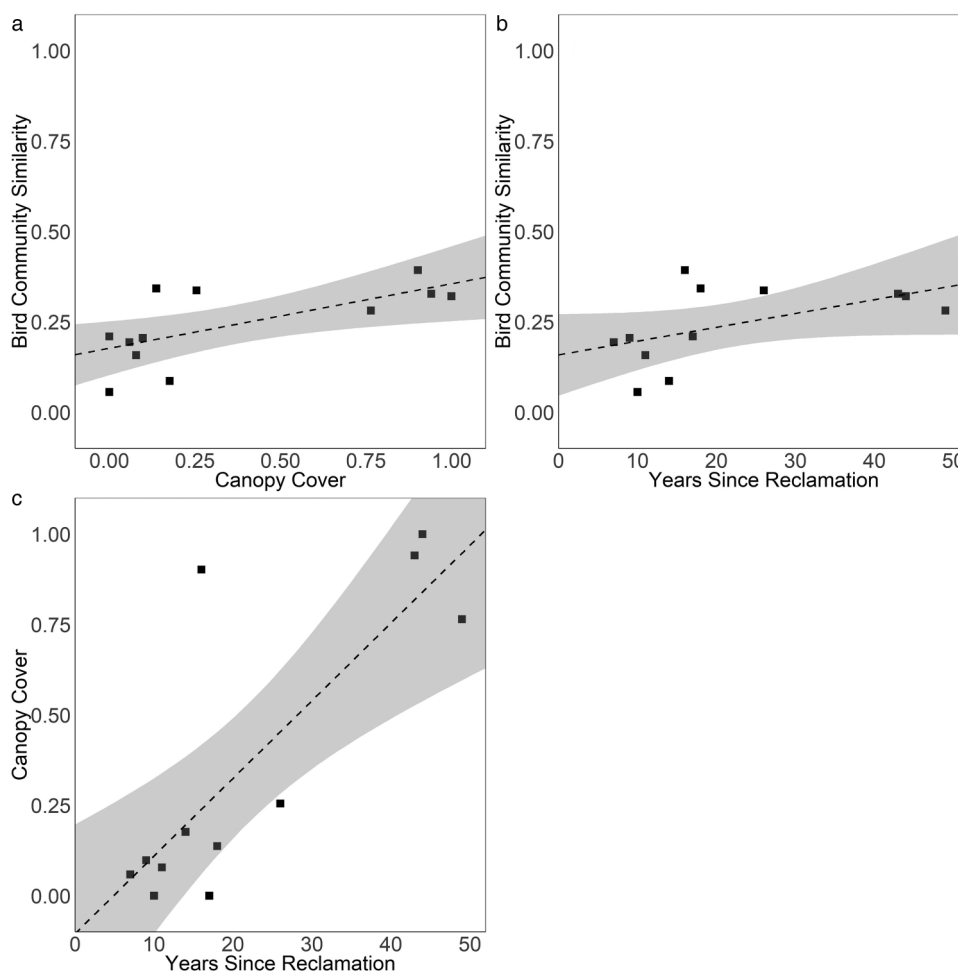 a
Bird Community Similarity
1.00
0.75
0.50
0.25
0.00
0.00 0.25 0.50 0.75 1.00
Canopy Cover
b
Bird Community Similarity
1.00
0.75
0.50
0.25
0.00
0 10 20 30 40 50
Years Since Reclamation
c
Canopy Cover
1.00
0.75
0.50
0.25
0.00
0 10 20 30 40 50
Years Since Reclamation